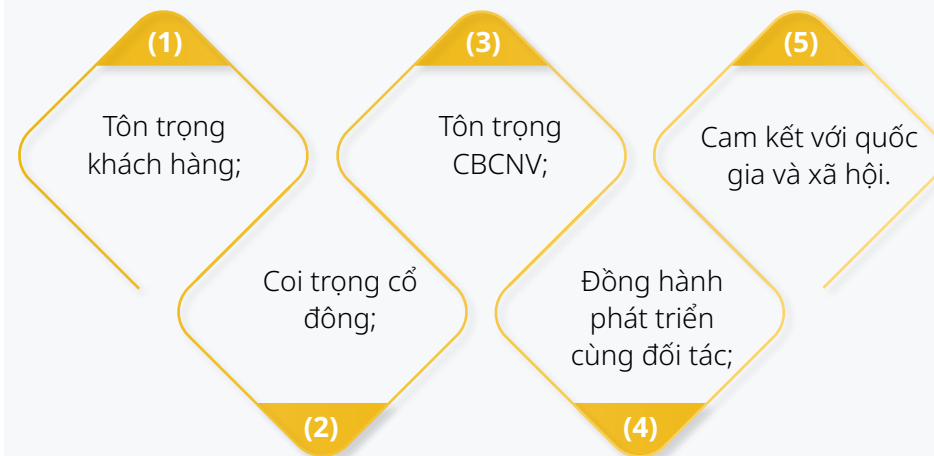 (1)
Tôn trọng
khách hàng;
(2)
Coi trọng cổ
đông;
(3)
Tôn trọng
CBCNV;
(4)
Đồng hành
phát triển
cùng đối tác;
(5)
Cam kết với quốc
gia và xã hội.